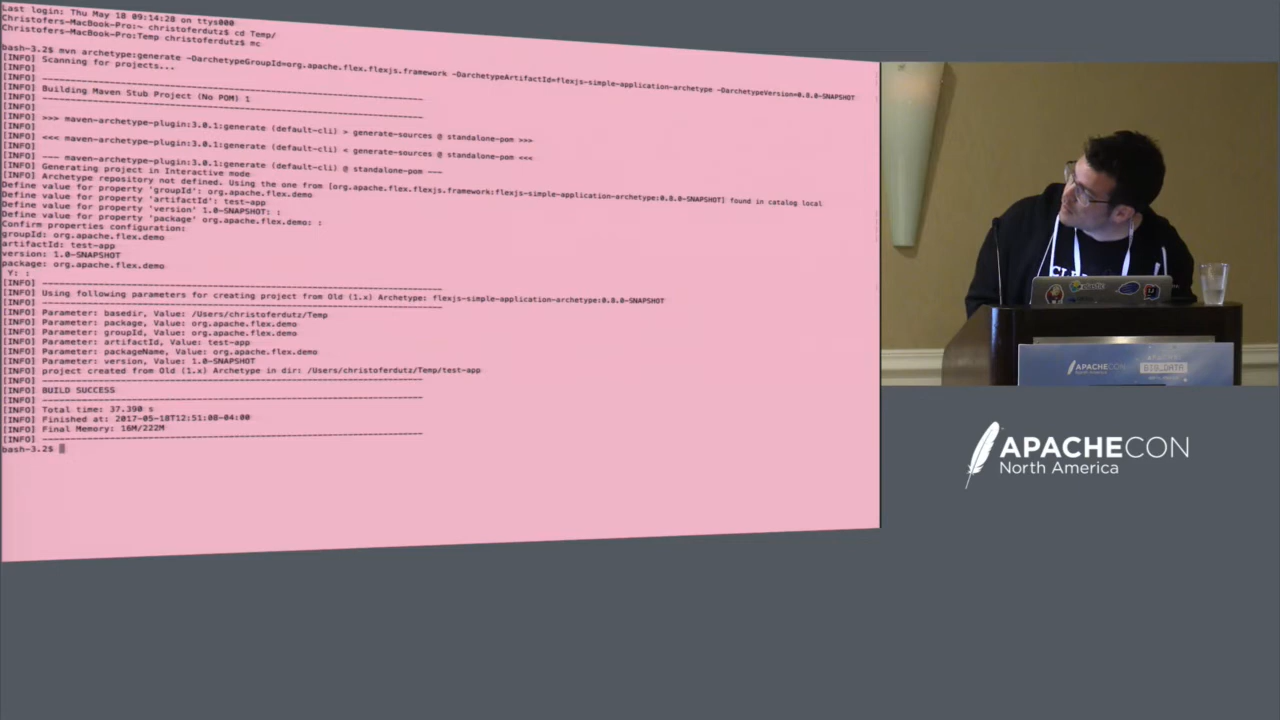 Last login: Thu May 18 09:14:28 on ttys000
Christofers-MacBook-Pro:~ christoferdutz$ cd Temp/
Christofers-MacBook-Pro:Temp christoferdutz$ mc
bash-3.2$ mvn archetype:generate -DarchetypeGroupId=org.apache.flex.flexjs.framework -DarchetypeArtifactId=flexjs-simple-application-archetype -DarchetypeVersion=0.8.0-SNAPSHOT
[INFO] Scanning for projects...
[INFO]
[INFO] ------------------------------------------------------------------------
[INFO] Building Maven Stub Project (No POM) 1
[INFO] ------------------------------------------------------------------------
[INFO]
[INFO] >>> maven-archetype-plugin:3.0.1:generate (default-cli) > generate-sources @ standalone-pom >>>
[INFO]
[INFO] <<< maven-archetype-plugin:3.0.1:generate (default-cli) < generate-sources @ standalone-pom <<<
[INFO]
[INFO] --- maven-archetype-plugin:3.0.1:generate (default-cli) @ standalone-pom ---
[INFO] Generating project in Interactive mode
[INFO] Archetype repository not defined. Using the one from [org.apache.flex.flexjs.framework:flexjs-simple-application-archetype:0.8.0-SNAPSHOT] found in catalog local
Define value for property 'groupId': org.apache.flex.demo
Define value for property 'artifactId': test-app
Define value for property 'version' 1.0-SNAPSHOT: :
Define value for property 'package' org.apache.flex.demo: :
Confirm properties configuration:
groupId: org.apache.flex.demo
artifactId: test-app
version: 1.0-SNAPSHOT
package: org.apache.flex.demo
Y: :
[INFO] ------------------------------------------------------------------------
[INFO] Using following parameters for creating project from Old (1.x) Archetype: flexjs-simple-application-archetype:0.8.0-SNAPSHOT
[INFO] ------------------------------------------------------------------------
[INFO] Parameter: basedir, Value: /Users/christoferdutz/Temp
[INFO] Parameter: package, Value: org.apache.flex.demo
[INFO] Parameter: groupId, Value: org.apache.flex.demo
[INFO] Parameter: artifactId, Value: test-app
[INFO] Parameter: packageName, Value: org.apache.flex.demo
[INFO] Parameter: version, Value: 1.0-SNAPSHOT
[INFO] project created from Old (1.x) Archetype in dir: /Users/christoferdutz/Temp/test-app
[INFO] ------------------------------------------------------------------------
[INFO] BUILD SUCCESS
[INFO] ------------------------------------------------------------------------
[INFO] Total time: 37.390 s
[INFO] Finished at: 2017-05-18T12:51:08-04:00
[INFO] Final Memory: 16M/222M
[INFO] ------------------------------------------------------------------------
bash-3.2$
elastic
APACHECON
BIG_DATA
APACHECON
North America